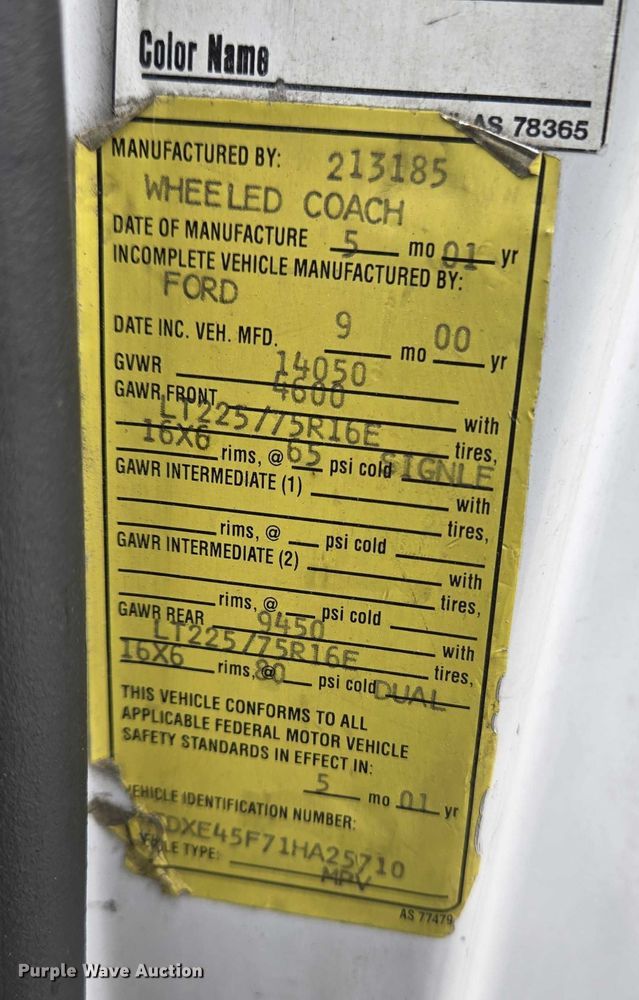 Color Name
AS 78365
MANUFACTURED BY: 213185
WHEELED COACH
DATE OF MANUFACTURE 5 mo 01 yr
INCOMPLETE VEHICLE MANUFACTURED BY:
FORD
DATE INC. VEH. MFD. 9 mo 00 yr
GVWR 14050
GAWR FRONT 4600 with
LT225/75R16E tires,
16X6 rims, @ 65 psi cold SIGNLE
GAWR INTERMEDIATE (1) with
tires,
rims, @ psi cold
GAWR INTERMEDIATE (2) with
tires,
rims, @ psi cold
GAWR REAR 9450 with
LT225/75R16E tires,
16X6 rims, @ 80 psi cold DUAL
THIS VEHICLE CONFORMS TO ALL
APPLICABLE FEDERAL MOTOR VEHICLE
SAFETY STANDARDS IN EFFECT IN:
5 mo 01 yr
VEHICLE IDENTIFICATION NUMBER:
DXE45F71HA25710
LE TYPE: MPV
AS 77479
Purple Wave Auction